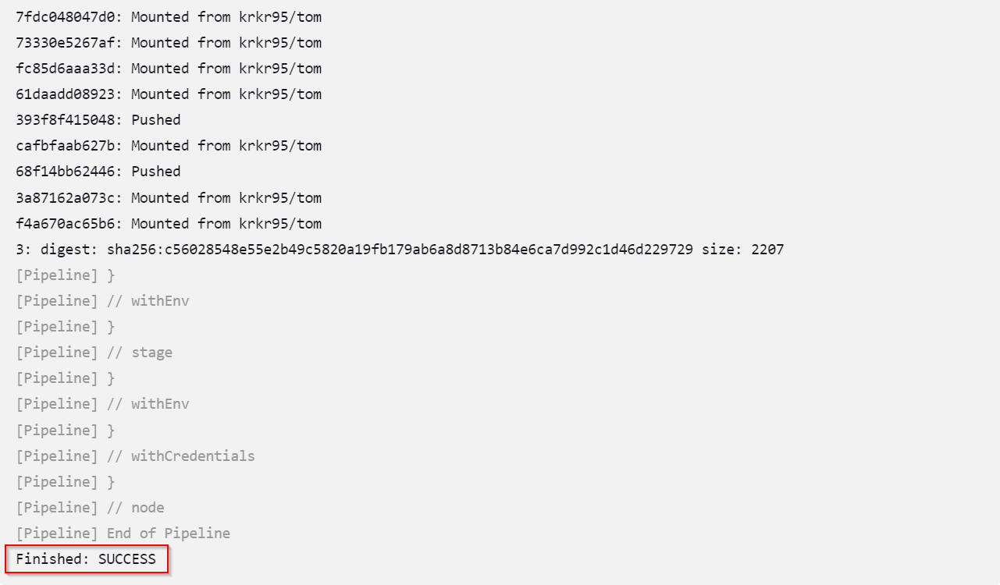 7fdc048047d0: Mounted from krkr95/tom
73330e5267af: Mounted from krkr95/tom
fc85d6aaa33d: Mounted from krkr95/tom
61daadd08923: Mounted from krkr95/tom
393f8f415048: Pushed
cafbfaab627b: Mounted from krkr95/tom
68f14bb62446: Pushed
3a87162a073c: Mounted from krkr95/tom
f4a670ac65b6: Mounted from krkr95/tom
3: digest: sha256:c56028548e55e2b49c5820a19fb179ab6a8d8713b84e6ca7d992c1d46d229729 size: 2207
[Pipeline] }
[Pipeline] // withEnv
[Pipeline] }
[Pipeline] // stage
[Pipeline] }
[Pipeline] // withEnv
[Pipeline] }
[Pipeline] // withCredentials
[Pipeline] }
[Pipeline] // node
[Pipeline] End of Pipeline
Finished: SUCCESS